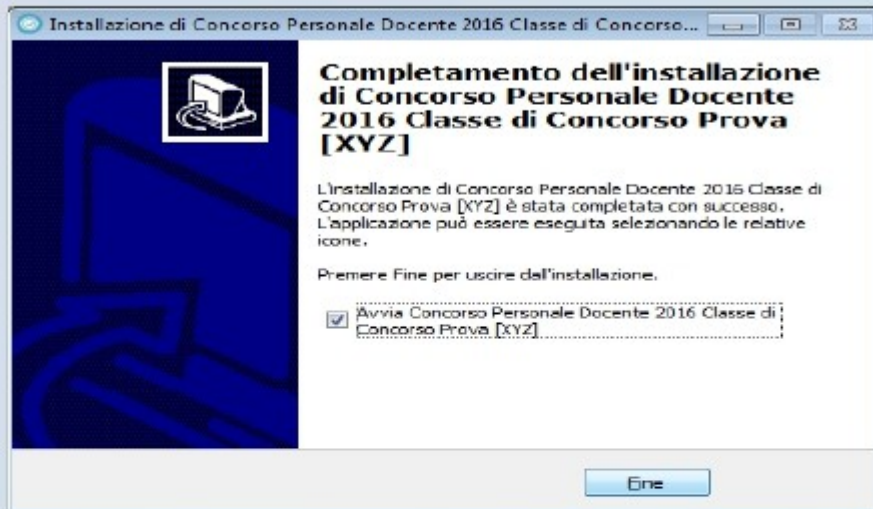 Installazione di Concorso Personale Docente 2016 Classe di Concorso...
Completamento dell'installazione
di Concorso Personale Docente
2016 Classe di Concorso Prova
[XYZ]
L'installazione di Concorso Personale Docente 2016 Classe di
Concorso Prova [XYZ] è stata completata con successo.
L'applicazione può essere eseguita selezionando le relative
icone.
Premere Fine per uscire dall'installazione.
Avvia Concorso Personale Docente 2016 Classe di
Concorso Prova [XYZ]
Fine